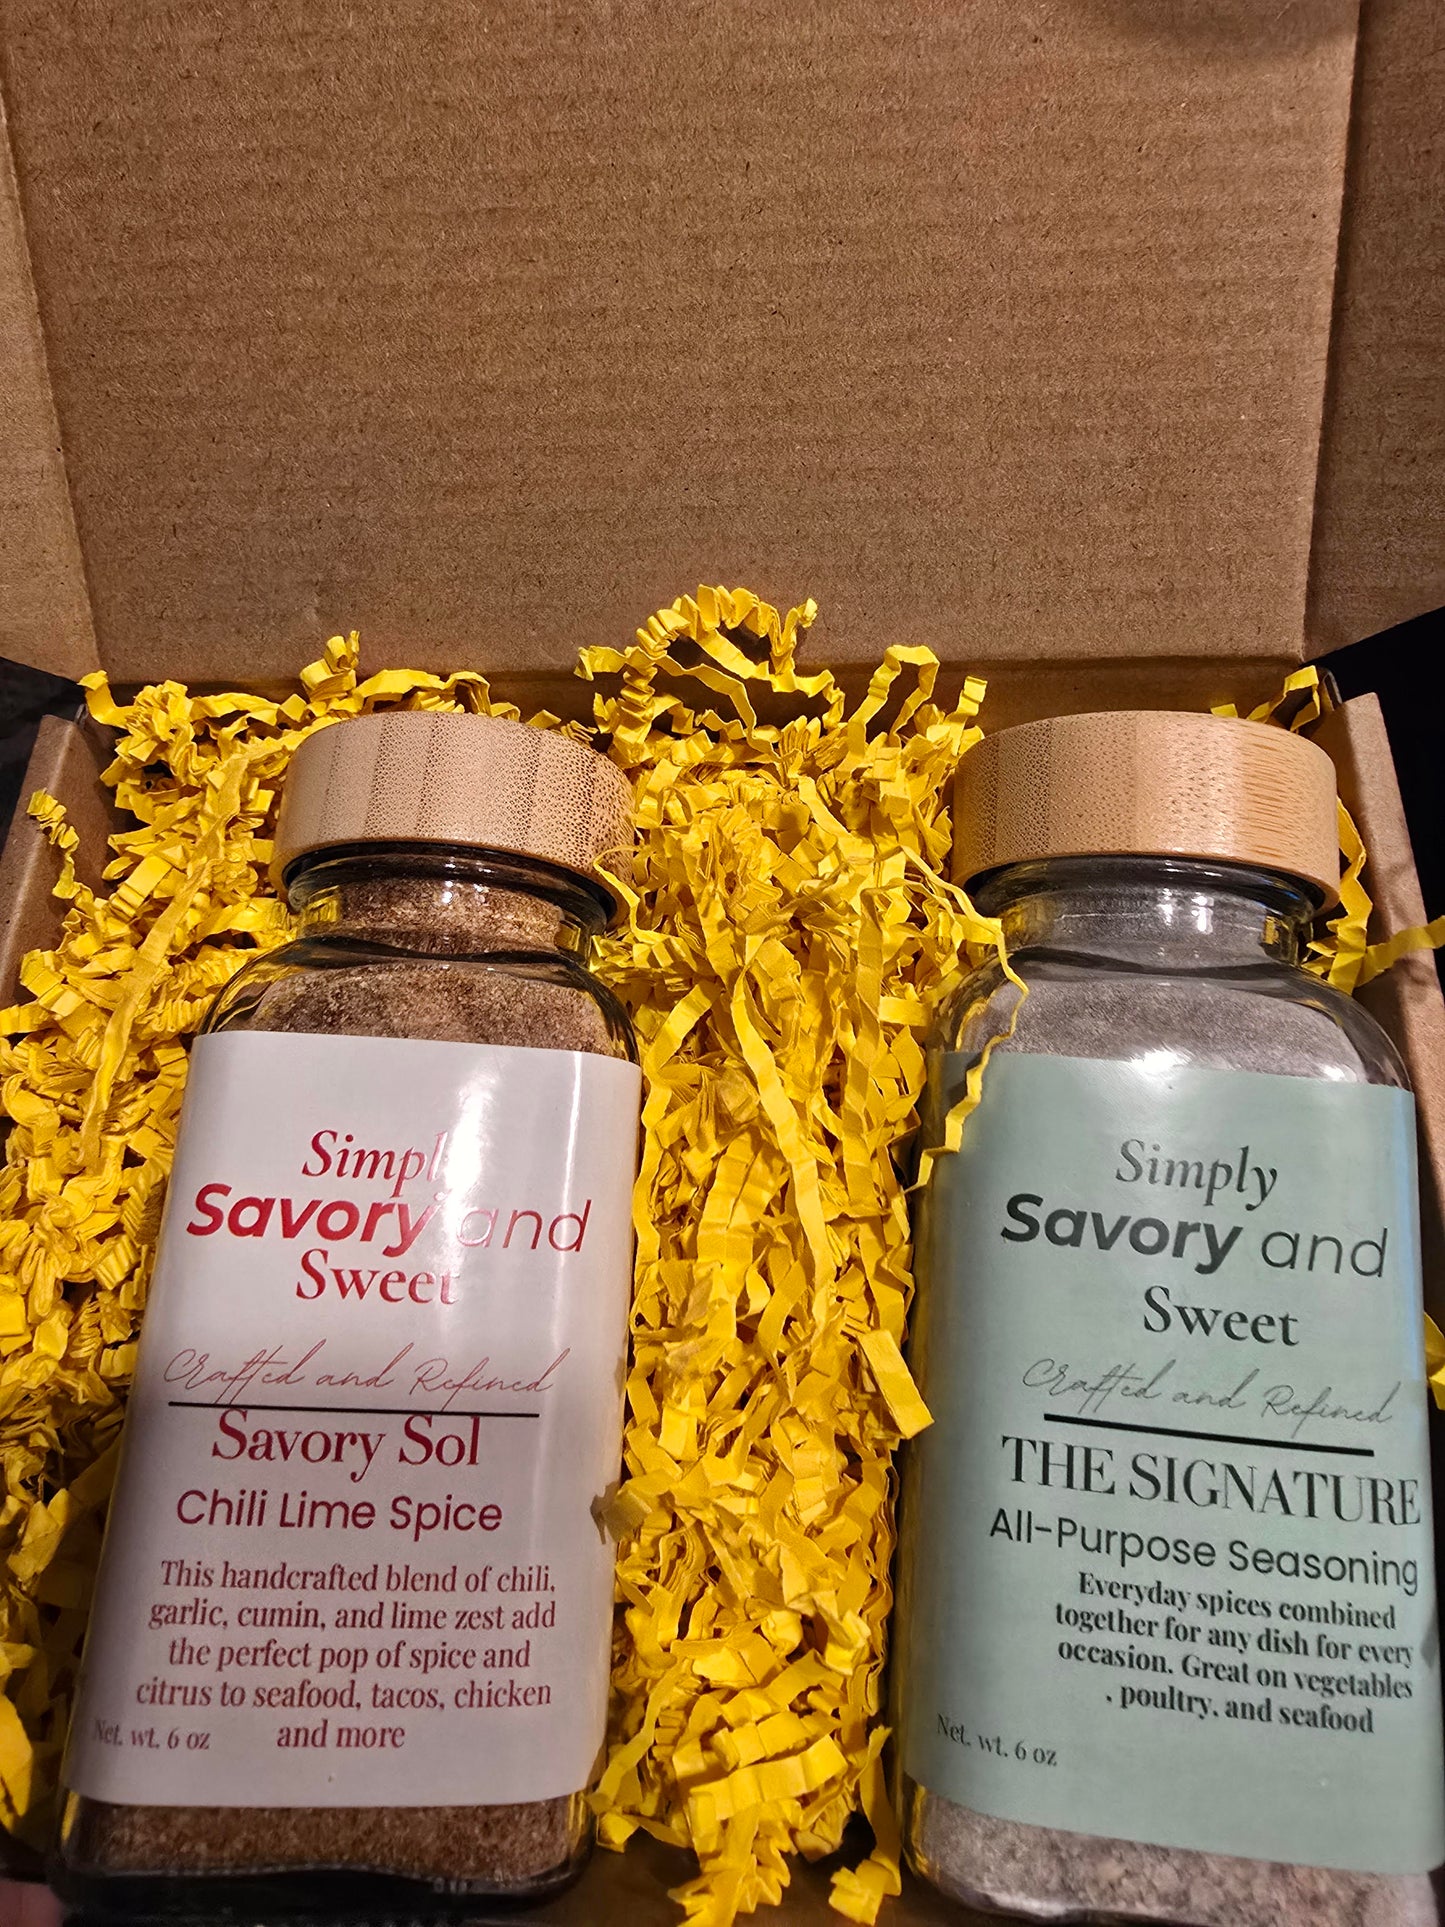 Simply
Savory and
Sweet
Crafted and Refined
Savory Sol
Chili Lime Spice
This handcrafted blend of chili,
garlic, cumin, and lime zest add
the perfect pop of spice and
citrus to seafood, tacos, chicken
and more
Net. wt. 6 oz
Simply
Savory and
Sweet
Crafted and Refined
THE SIGNATURE
All-Purpose Seasoning
Everyday spices combined
together for any dish for every
occasion. Great on vegetables
, poultry, and seafood
Net. wt. 6 oz